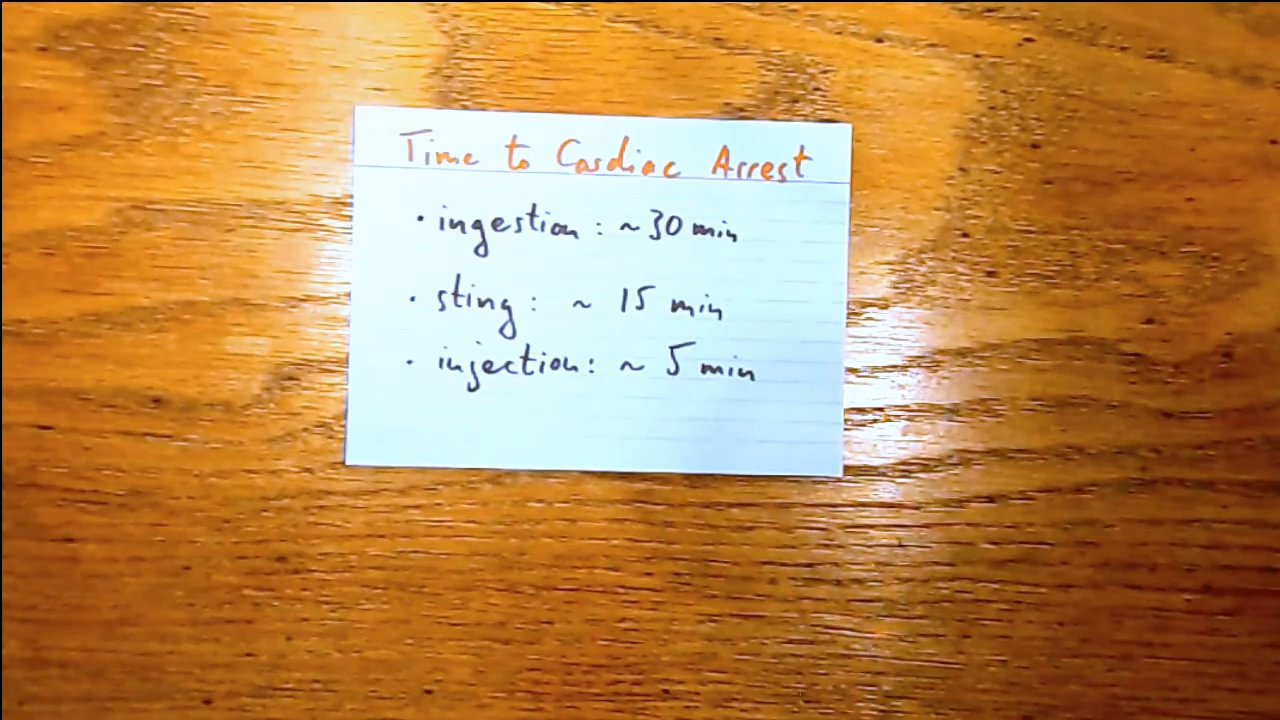 Time to Cardiac Arrest
· ingestion : ~30 min
· sting : ~ 15 min
· injection : ~ 5 min